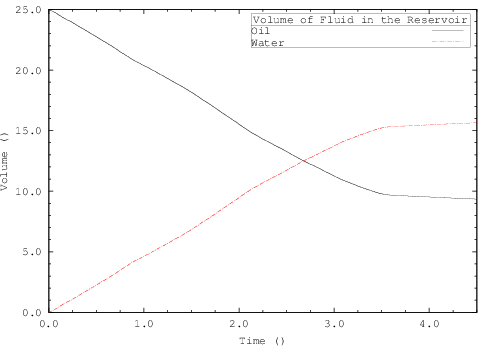 Volume of Fluid in the Reservoir
Oil
Water
Volume ()
25.0
20.0
15.0
10.0
5.0
0.0
0.0 1.0 2.0 3.0 4.0
Time ()